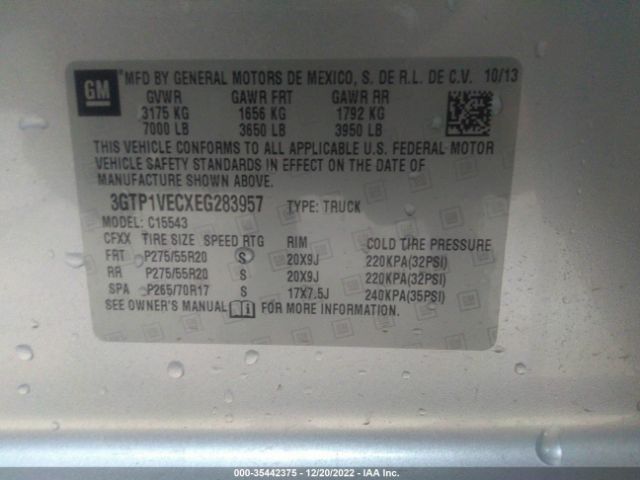 GM MFD BY GENERAL MOTORS DE MEXICO, S. DE R.L. DE C.V. 10/13
GVWR GAWR FRT GAWR RR
3175 KG 1656 KG 1792 KG
7000 LB 3650 LB 3950 LB
THIS VEHICLE CONFORMS TO ALL APPLICABLE U.S. FEDERAL MOTOR
VEHICLE SAFETY STANDARDS IN EFFECT ON THE DATE OF
MANUFACTURE SHOWN ABOVE.
3GTP1VECXEG283957 TYPE: TRUCK
MODEL: C15543
CFXX TIRE SIZE SPEED RTG RIM COLD TIRE PRESSURE
FRT P275/55R20 S 20X9J 220KPA(32PSI)
RR P275/55R20 S 20X9J 220KPA(32PSI)
SPA P265/70R17 S 17X7.5J 240KPA(35PSI)
SEE OWNER'S MANUAL FOR MORE INFORMATION.
000-35442375 - 12/20/2022 - IAA Inc.